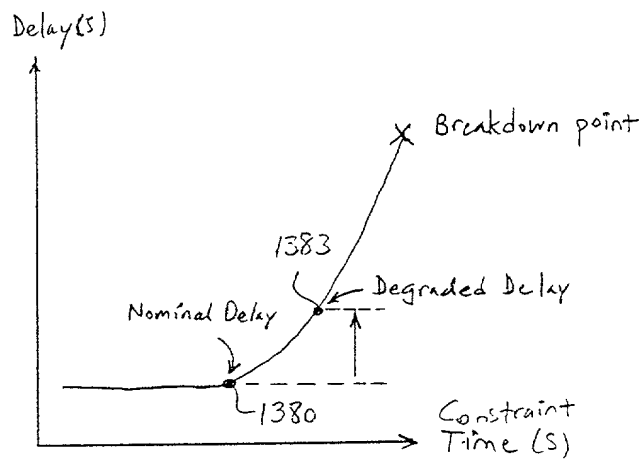 Delay(s)
Breakdown point
1383
Degraded Delay
Nominal Delay
1380
Constraint
Time (s)